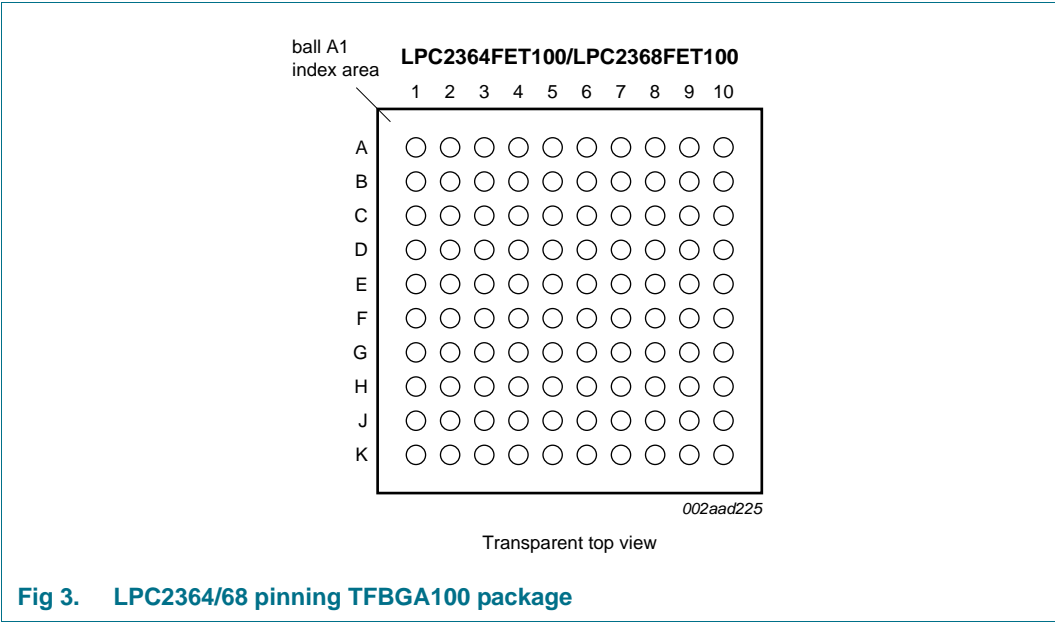 ball A1
index area
LPC2364FET100/LPC2368FET100
1 2 3 4 5 6 7 8 9 10
A
B
C
D
E
F
G
H
J
K
002aad225
Transparent top view
Fig 3. LPC2364/68 pinning TFBGA100 package